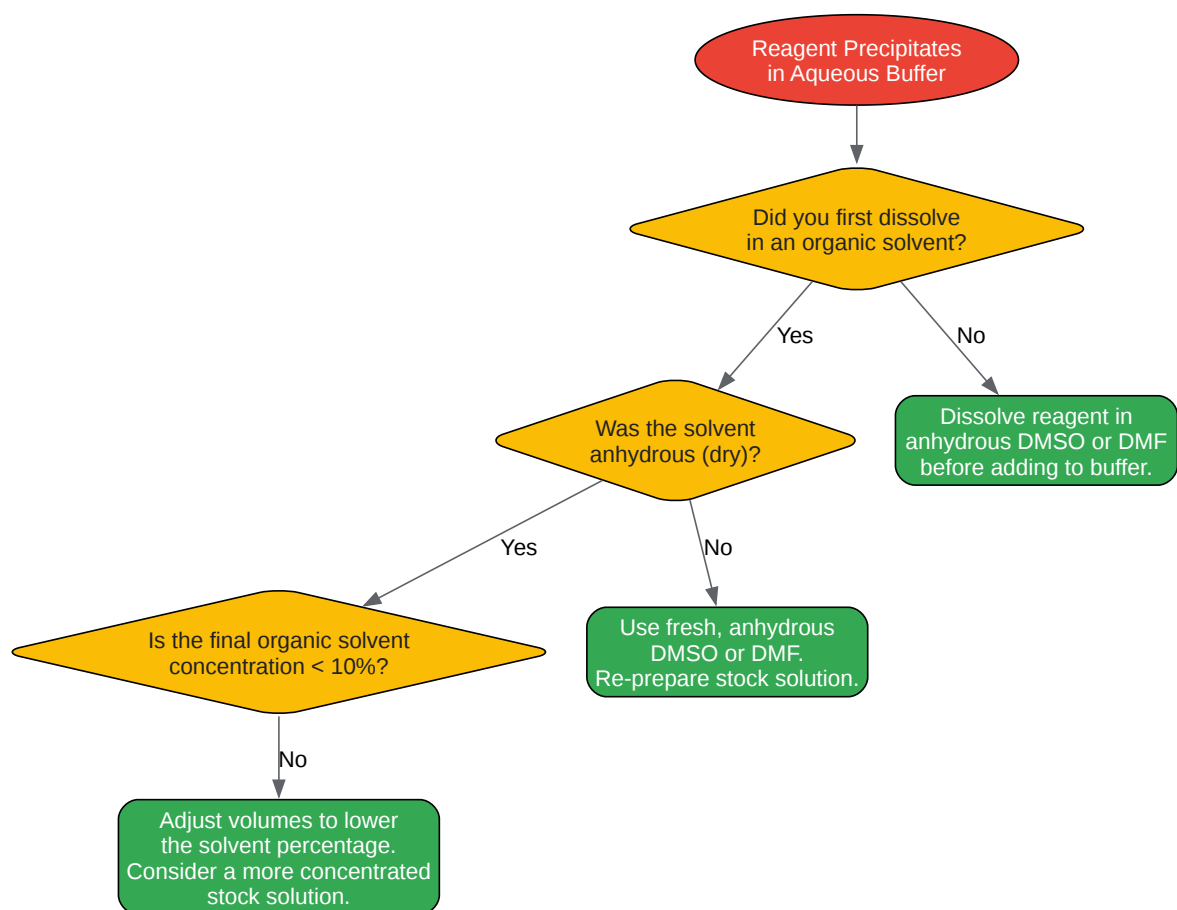 Reagent Precipitates
in Aqueous Buffer
Did you first dissolve
in an organic solvent?
Yes
No
Was the solvent
anhydrous (dry)?
Dissolve reagent in
anhydrous DMSO or DMF
before adding to buffer.
Yes
No
Is the final organic solvent
concentration < 10%?
Use fresh, anhydrous
DMSO or DMF.
Re-prepare stock solution.
No
Adjust volumes to lower
the solvent percentage.
Consider a more concentrated
stock solution.